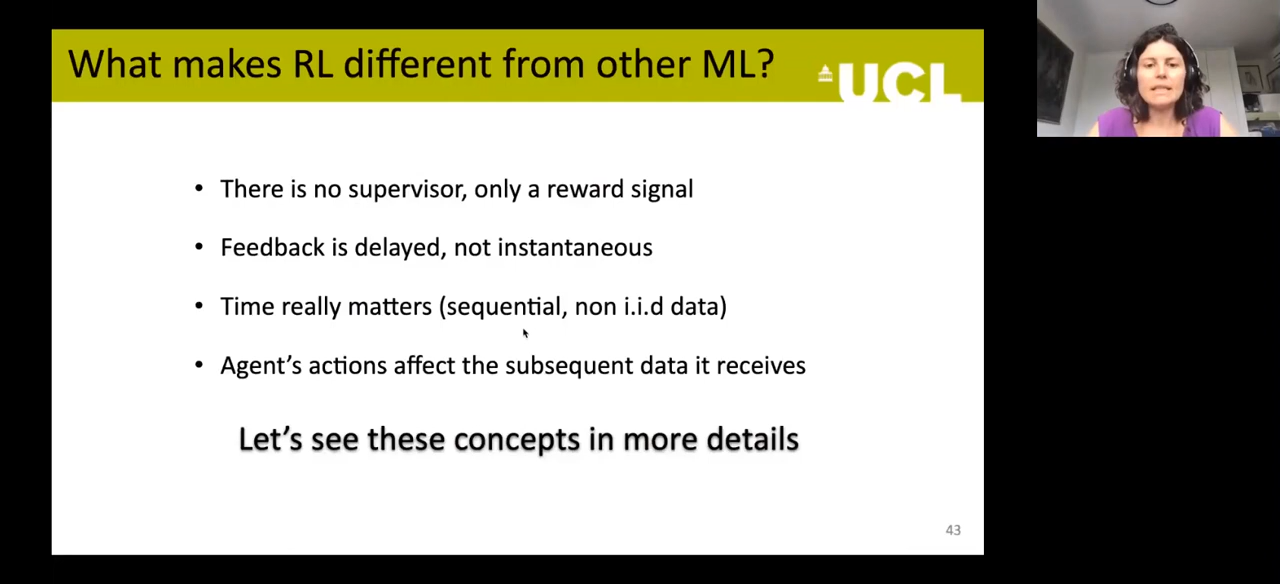 What makes RL different from other ML?
UCL
• There is no supervisor, only a reward signal
• Feedback is delayed, not instantaneous
• Time really matters (sequential, non i.i.d data)
• Agent's actions affect the subsequent data it receives
Let's see these concepts in more details
43